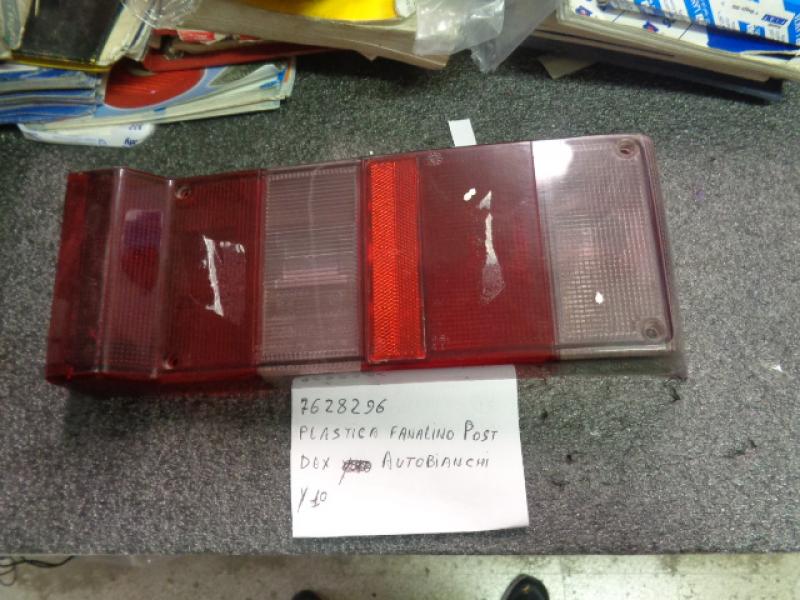 7628296
PLASTICA FANALINO POST
DEX AUTOBIANCHI
Y10